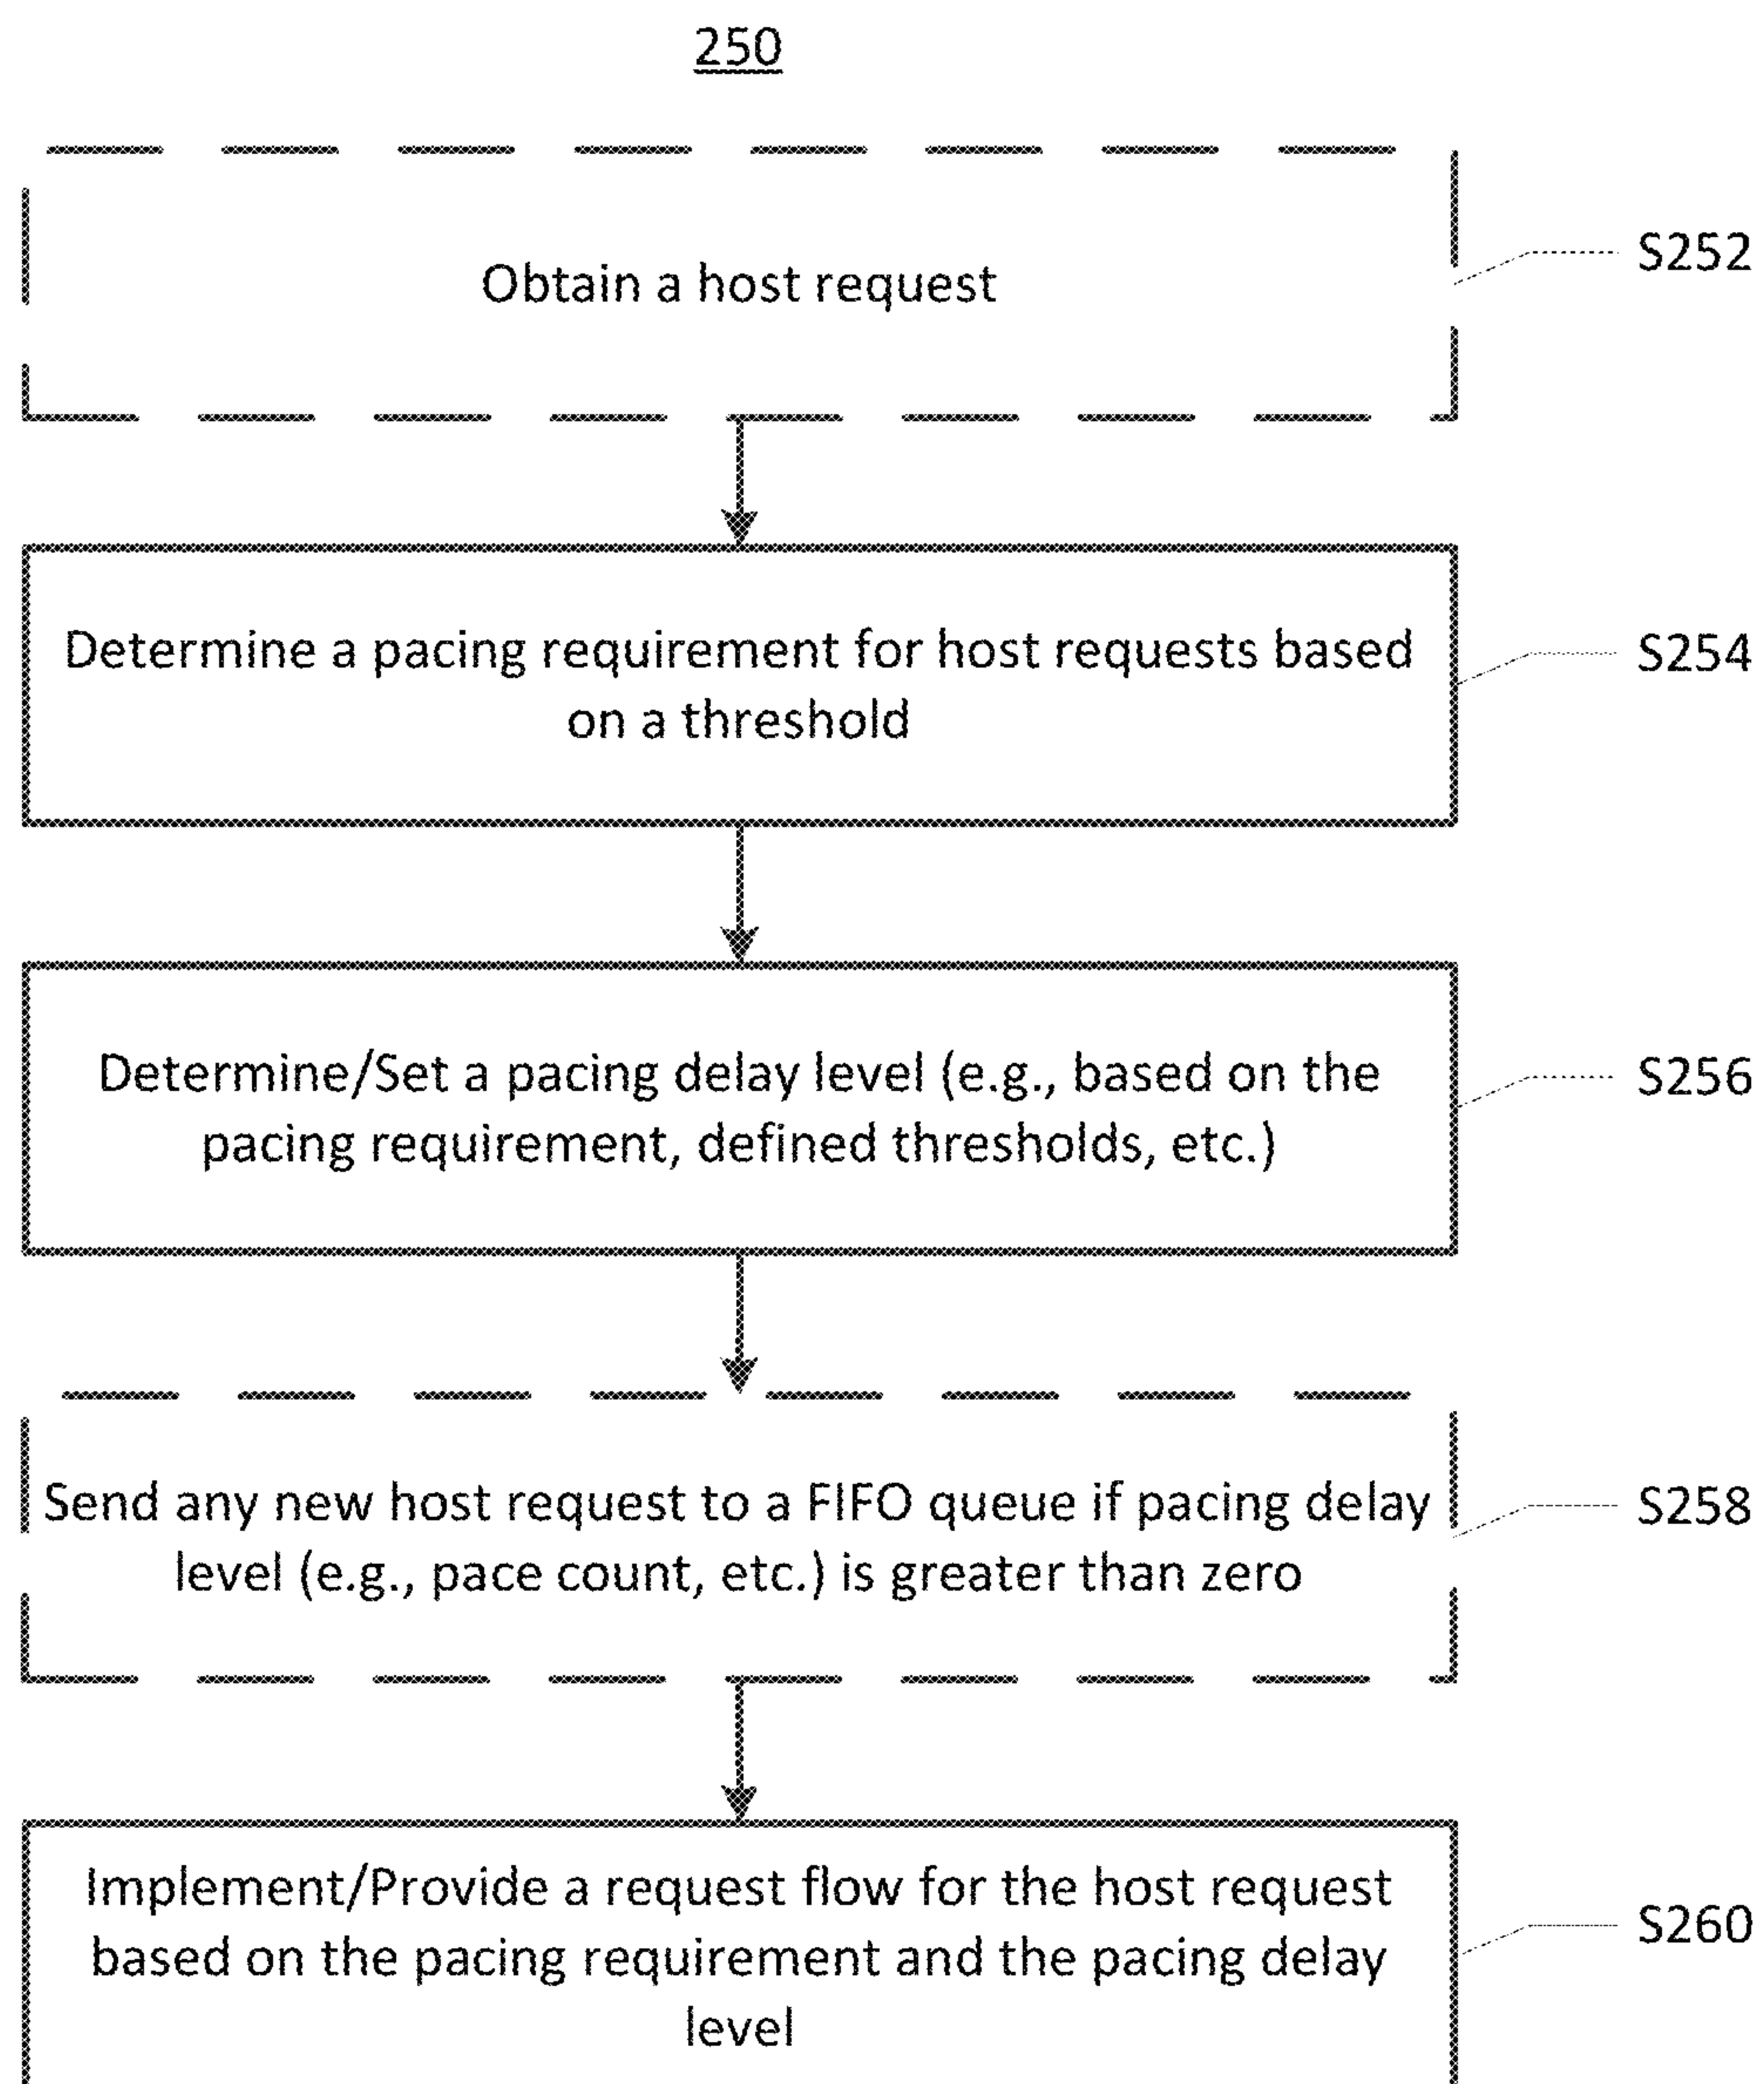 250
Obtain a host request
S252
Determine a pacing requirement for host requests based
on a threshold
S254
Determine/Set a pacing delay level (e.g., based on the
pacing requirement, defined thresholds, etc.)
S256
Send any new host request to a FIFO queue if pacing delay
level (e.g., pace count, etc.) is greater than zero
S258
Implement/Provide a request flow for the host request
based on the pacing requirement and the pacing delay
level
S260